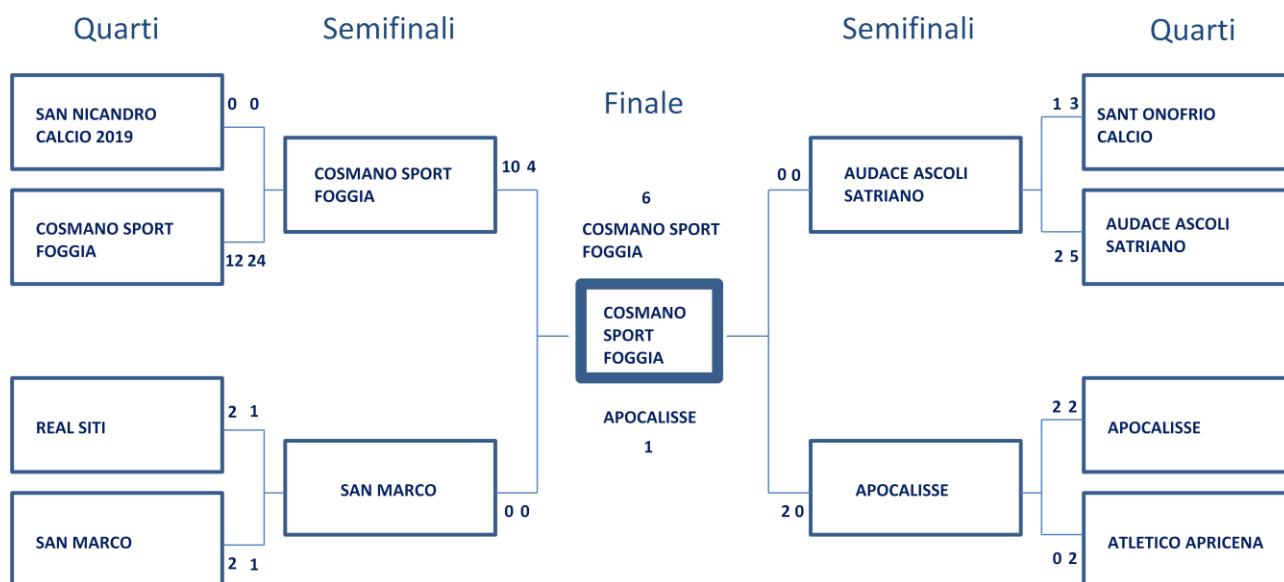 Quarti
Semifinali
Semifinali
Quarti
Finale
SAN NICANDRO
CALCIO 2019
0 0
COSMANO SPORT
FOGGIA
12 24
COSMANO SPORT
FOGGIA
10 4
REAL SITI
2 1
SAN MARCO
2 1
SAN MARCO
0 0
6
COSMANO SPORT
FOGGIA
COSMANO
SPORT
FOGGIA
APOCALISSE
1
0 0
AUDACE ASCOLI
SATRIANO
2 0
APOCALISSE
1 3
SANT ONOFRIO
CALCIO
AUDACE ASCOLI
SATRIANO
2 5
2 2
APOCALISSE
0 2
ATLETICO APRICENA